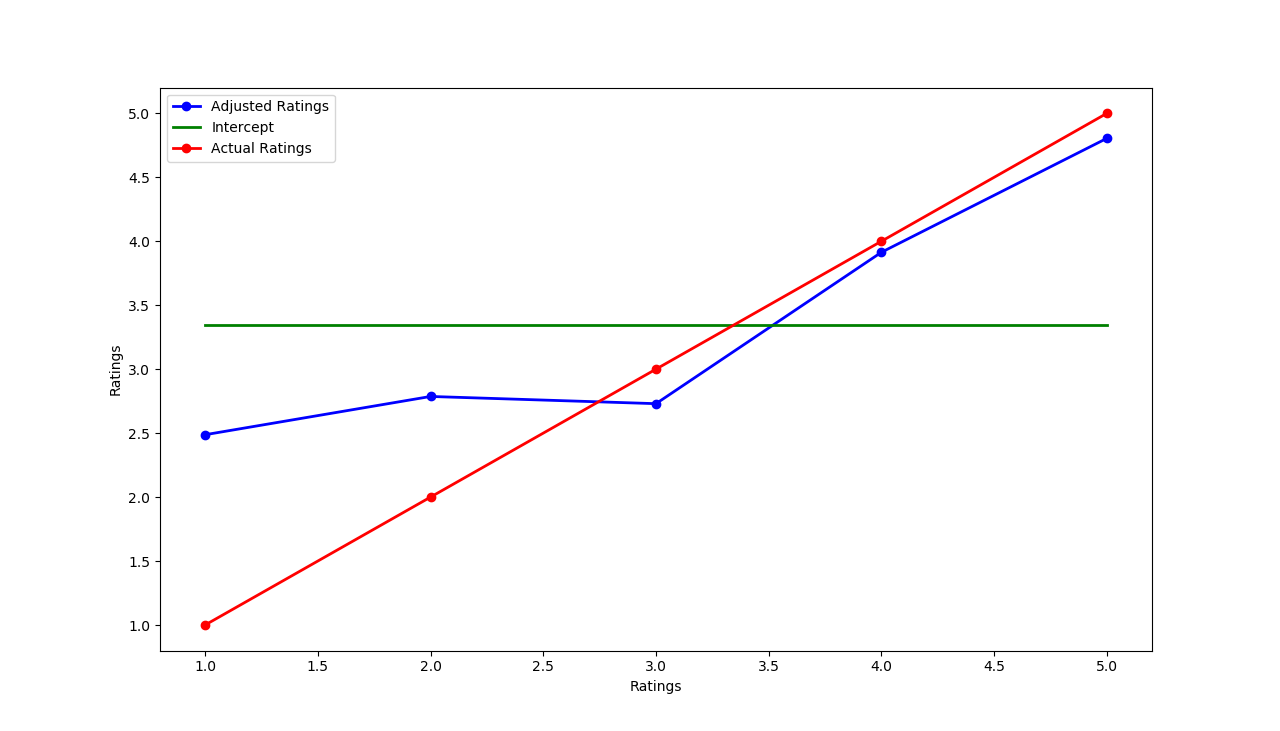 Adjusted Ratings
Intercept
Actual Ratings
5.0
4.5
4.0
3.5
3.0
2.5
2.0
1.5
1.0
Ratings
1.0 1.5 2.0 2.5 3.0 3.5 4.0 4.5 5.0
Ratings